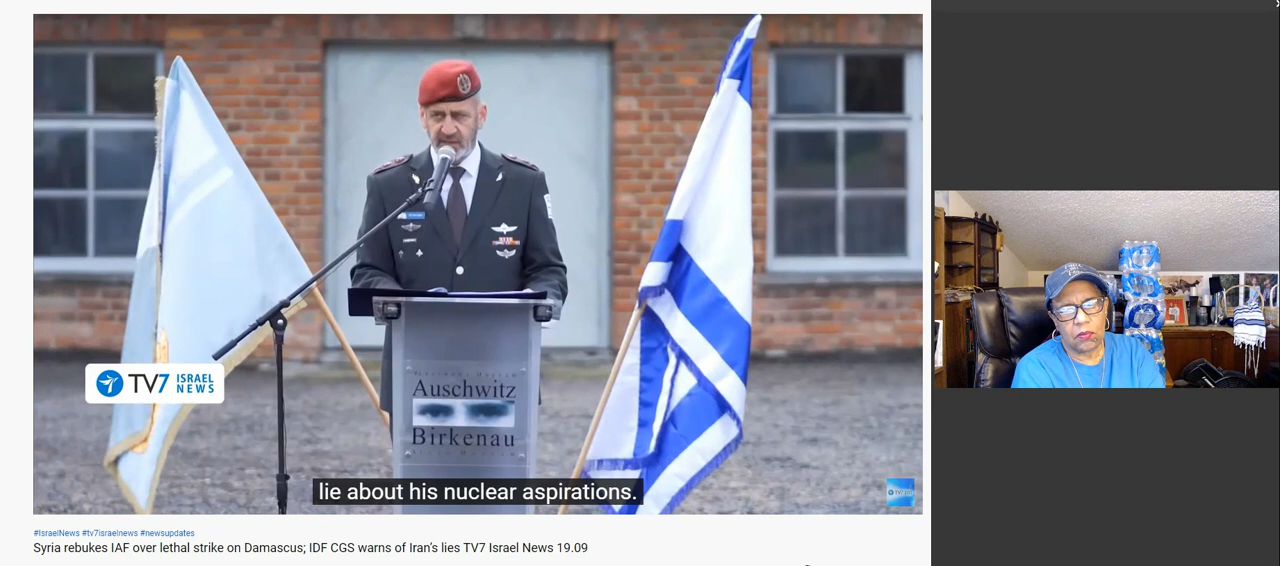 TV7 ISRAEL
NEWS
Auschwitz
Birkenau
lie about his nuclear aspirations.
TV7
#IsraelNews #tv7israelnews #newsupdates
Syria rebukes IAF over lethal strike on Damascus; IDF CGS warns of Iran's lies TV7 Israel News 19.09